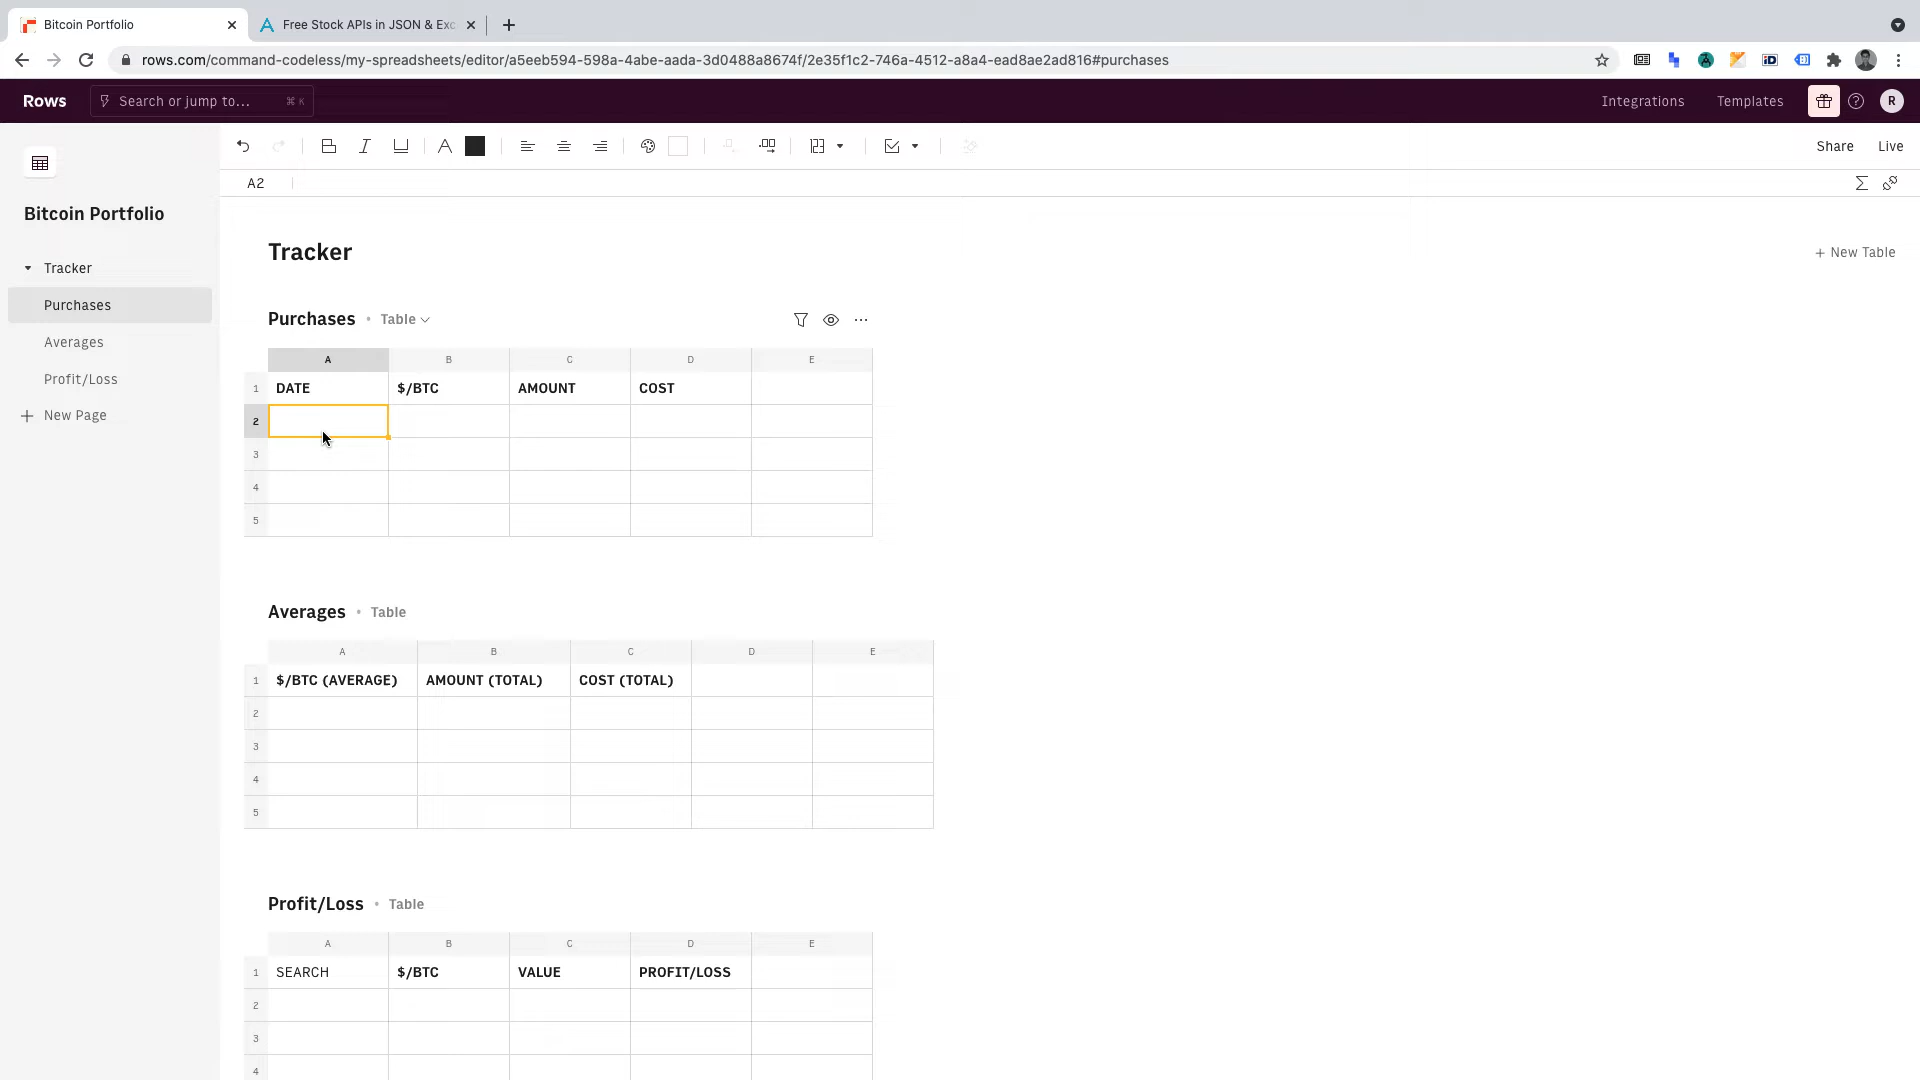 Bitcoin Portfolio
Free Stock APIs in JSON & Exc
rows.com/command-codeless/my-spreadsheets/editor/a5eeb594-598a-4abe-aada-3d0488a8674f/2e35f1c2-746a-4512-a8a4-ead8ae2ad816#purchases
Rows
Search or jump to... ⌘ K
Integrations
Templates
R
Share
Live
A2
Bitcoin Portfolio
Tracker
Purchases
Averages
Profit/Loss
+ New Page
Tracker
+ New Table
Purchases • Table
A B C D E
1 DATE $/BTC AMOUNT COST
2
3
4
5
Averages • Table
A B C D E
1 $/BTC (AVERAGE) AMOUNT (TOTAL) COST (TOTAL)
2
3
4
5
Profit/Loss • Table
A B C D E
1 SEARCH $/BTC VALUE PROFIT/LOSS
2
3
4